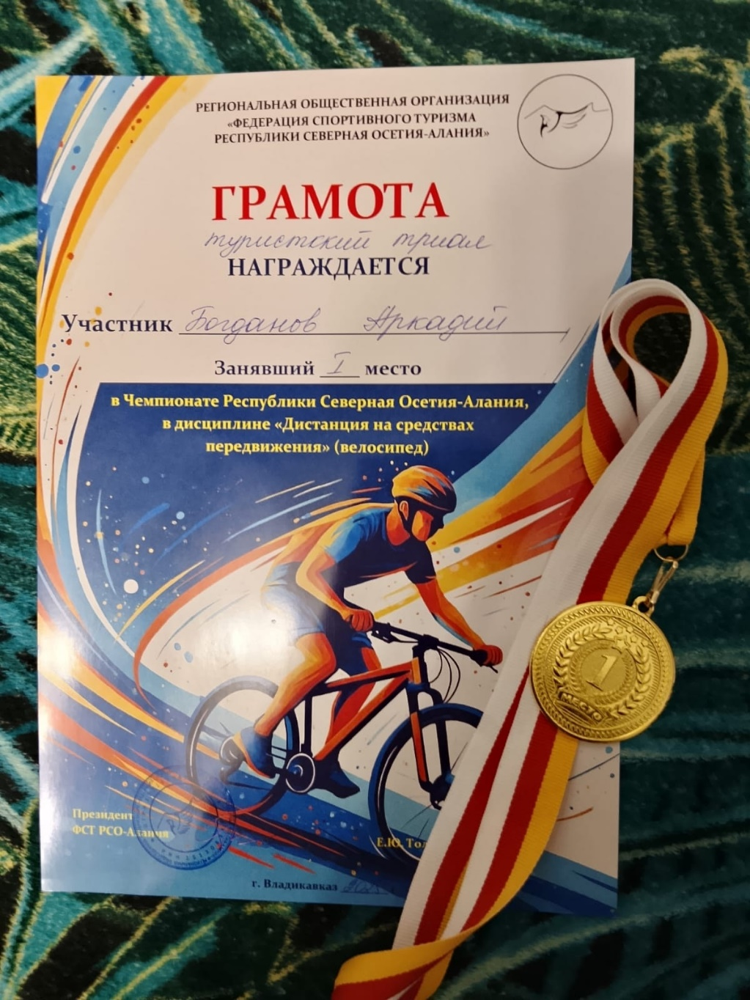 РЕГИОНАЛЬНАЯ ОБЩЕСТВЕННАЯ ОРГАНИЗАЦИЯ
«ФЕДЕРАЦИЯ СПОРТИВНОГО ТУРИЗМА
РЕСПУБЛИКИ СЕВЕРНАЯ ОСЕТИЯ-АЛАНИЯ»
ГРАМОТА
туристский триал
НАГРАЖДАЕТСЯ
Участник Богданов Аркадий
Занявший I место
в Чемпионате Республики Северная Осетия-Алания,
в дисциплине «Дистанция на средствах
передвижения» (велосипед)
1
МЕСТО
Президент
ФСТ РСО-Алания
Е.Ю. Тол
г. Владикавказ